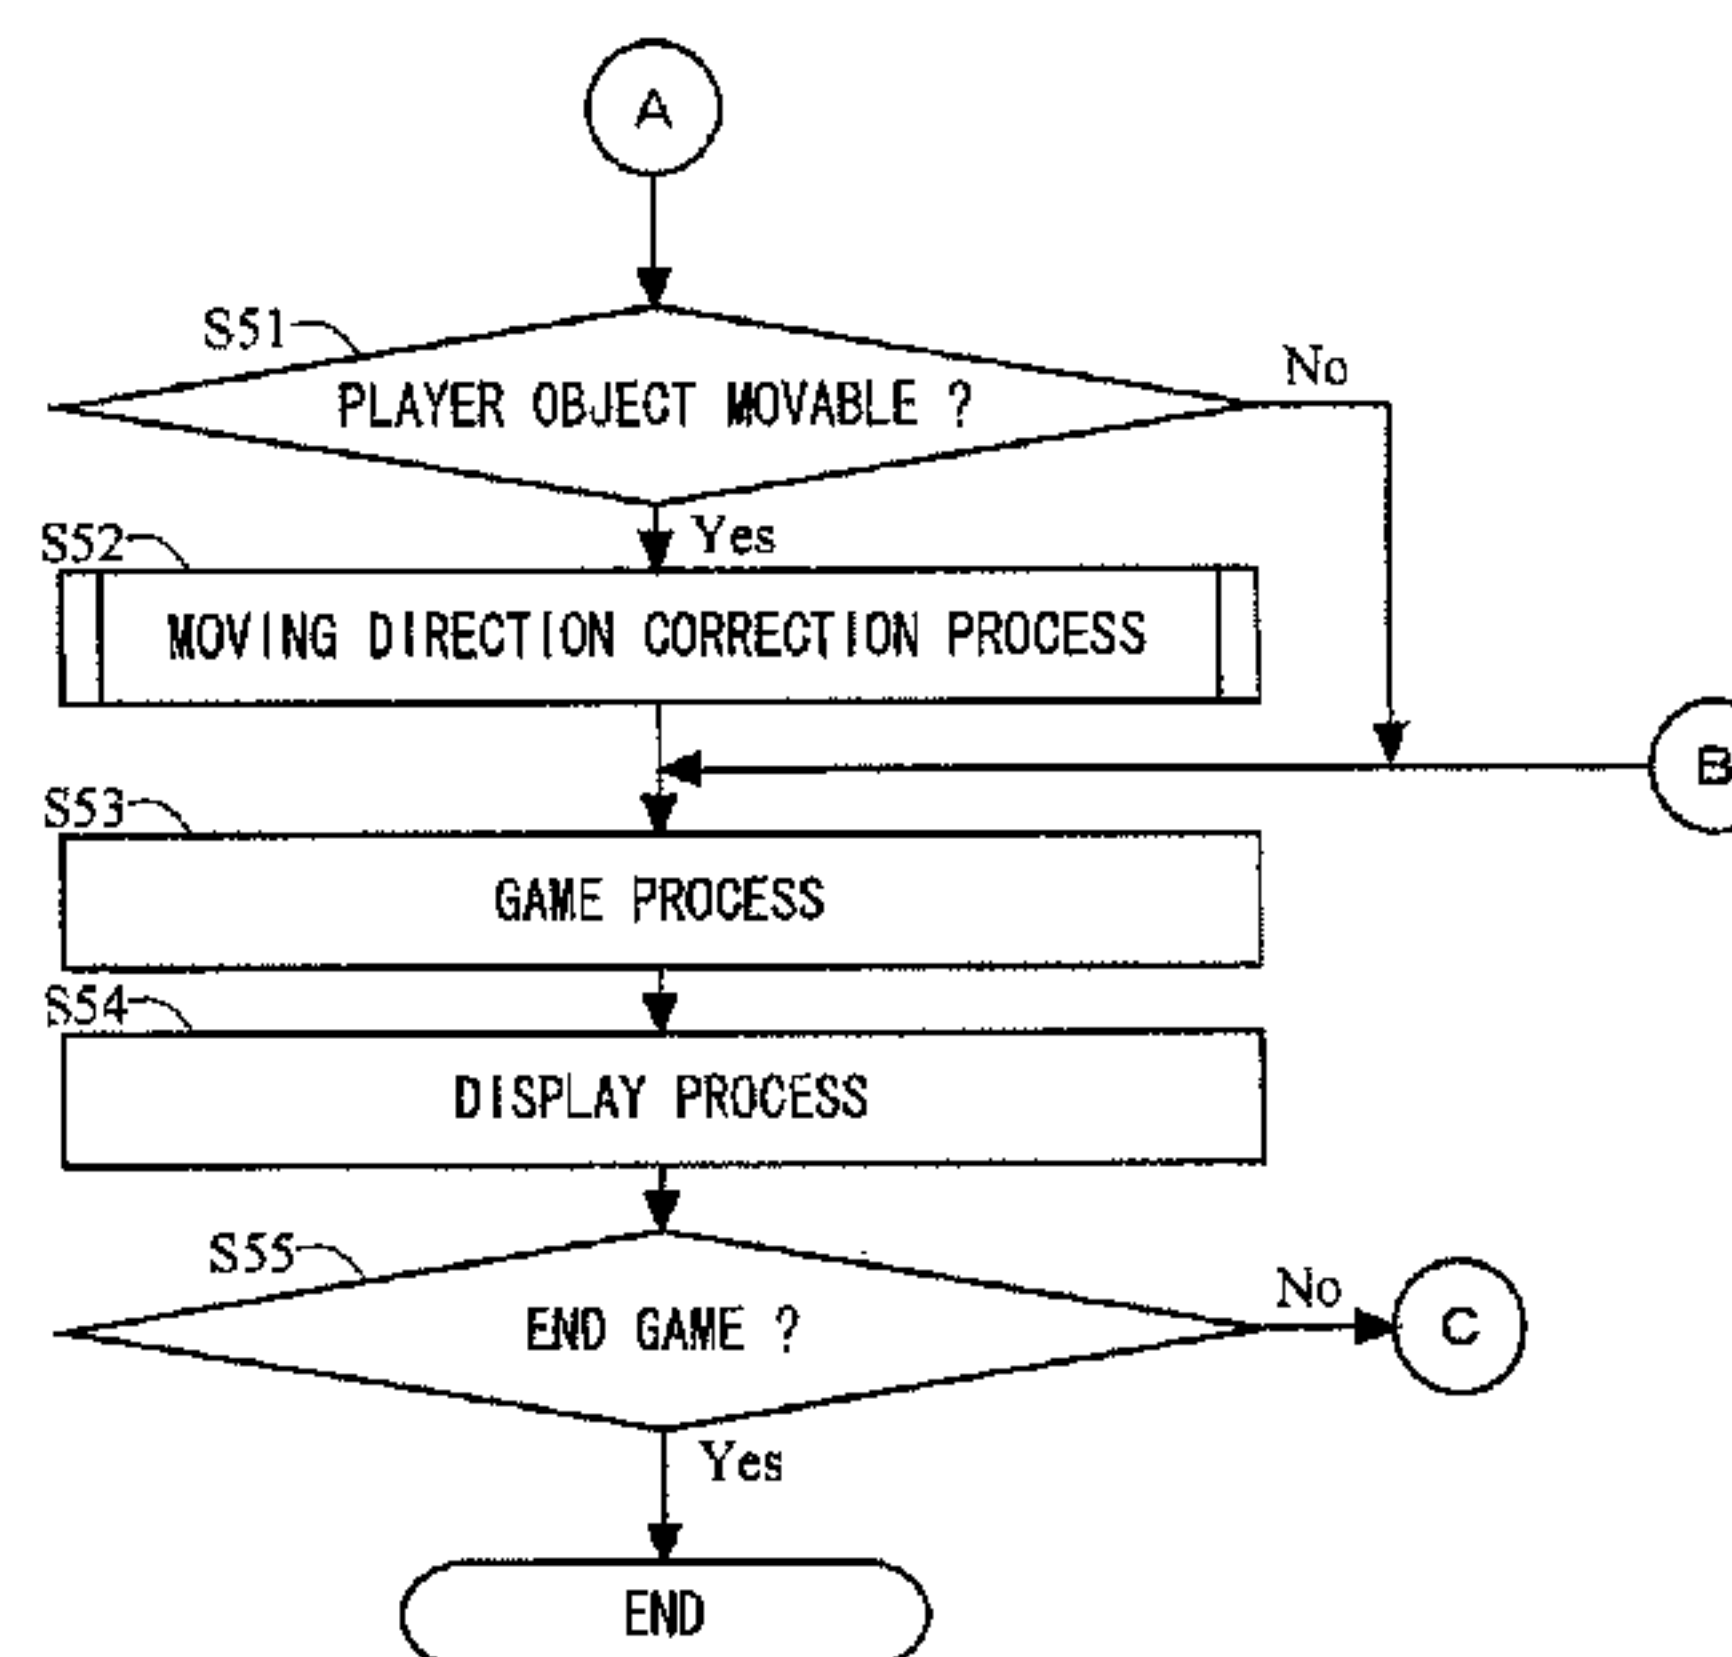 A
S51
PLAYER OBJECT MOVABLE ?
No
Yes
S52
MOVING DIRECTION CORRECTION PROCESS
B
S53
GAME PROCESS
S54
DISPLAY PROCESS
S55
END GAME ?
No
C
Yes
END